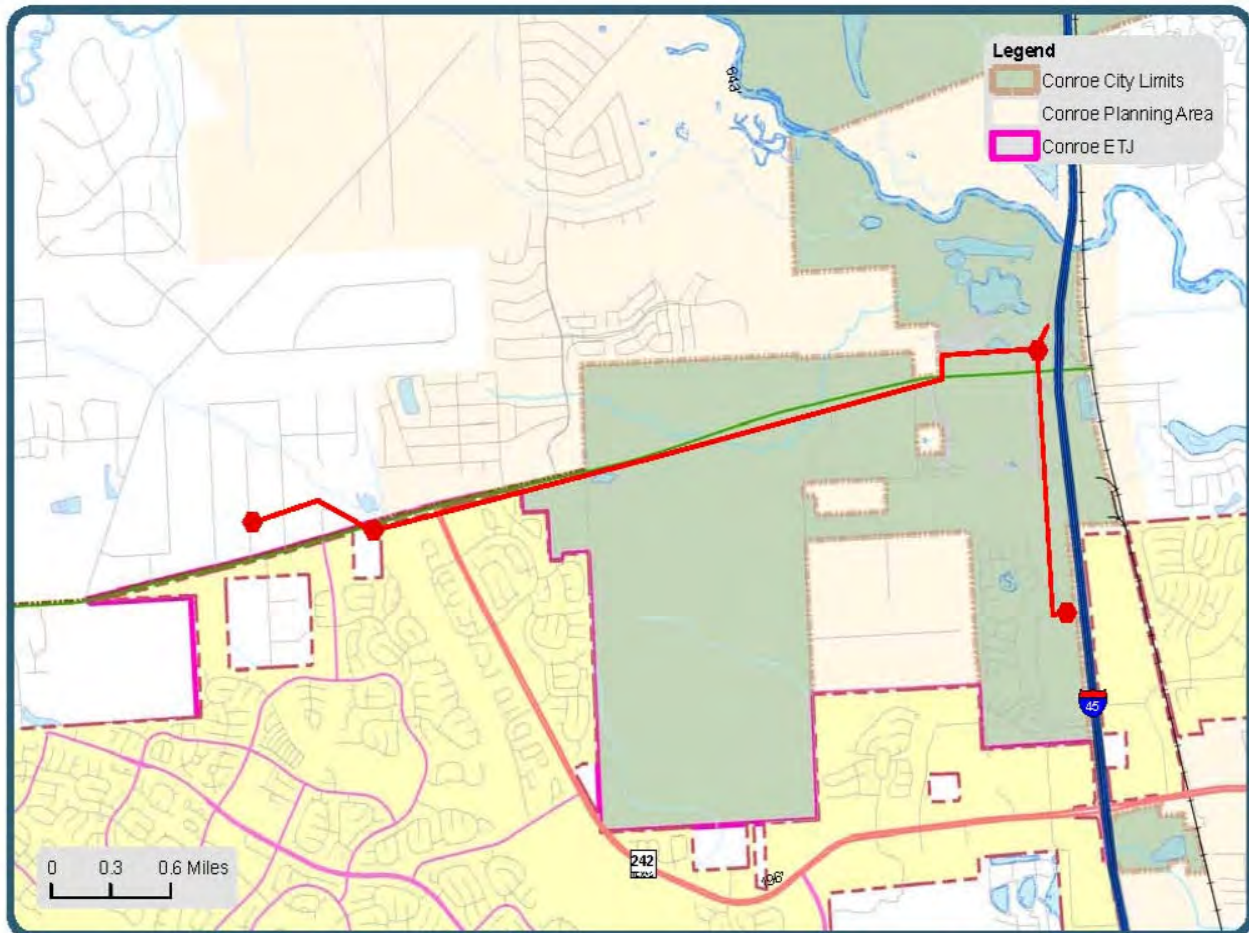 Legend
Conroe City Limits
Conroe Planning Area
Conroe ETJ
45
242
0 0.3 0.6 Miles